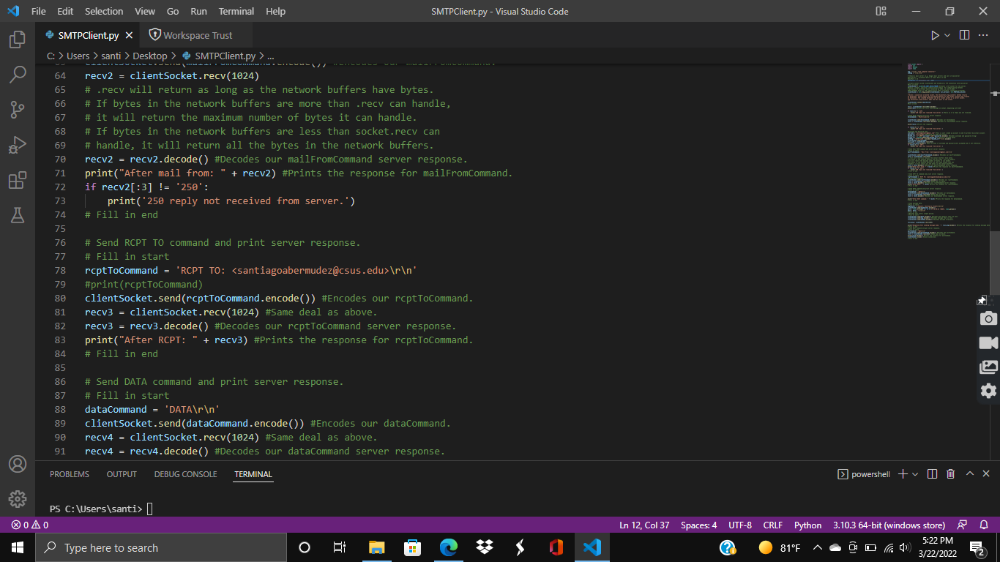 File Edit Selection View Go Run Terminal Help SMTPClient.py - Visual Studio Code
SMTPClient.py Workspace Trust
C: > Users > santi > Desktop > SMTPClient.py > ...
64 recv2 = clientSocket.recv(1024)
65 # .recv will return as long as the network buffers have bytes.
66 # If bytes in the network buffers are more than .recv can handle,
67 # it will return the maximum number of bytes it can handle.
68 # If bytes in the network buffers are less than socket.recv can
69 # handle, it will return all the bytes in the network buffers.
70 recv2 = recv2.decode() #Decodes our mailFromCommand server response.
71 print("After mail from: " + recv2) #Prints the response for mailFromCommand.
72 if recv2[:3] != '250':
73     print('250 reply not received from server.')
74 # Fill in end
75
76 # Send RCPT TO command and print server response.
77 # Fill in start
78 rcptToCommand = 'RCPT TO: <santiagoabermudez@csus.edu>\r\n'
79 #print(rcptToCommand)
80 clientSocket.send(rcptToCommand.encode()) #Encodes our rcptToCommand.
81 recv3 = clientSocket.recv(1024) #Same deal as above.
82 recv3 = recv3.decode() #Decodes our rcptToCommand server response.
83 print("After RCPT: " + recv3) #Prints the response for rcptToCommand.
84 # Fill in end
85
86 # Send DATA command and print server response.
87 # Fill in start
88 dataCommand = 'DATA\r\n'
89 clientSocket.send(dataCommand.encode()) #Encodes our dataCommand.
90 recv4 = clientSocket.recv(1024) #Same deal as above.
91 recv4 = recv4.decode() #Decodes our dataCommand server response.
PROBLEMS OUTPUT DEBUG CONSOLE TERMINAL powershell
PS C:\Users\santi>
0 0 Ln 12, Col 37 Spaces: 4 UTF-8 CRLF Python 3.10.3 64-bit (windows store)
Type here to search 81°F 5:22 PM
3/22/2022 2